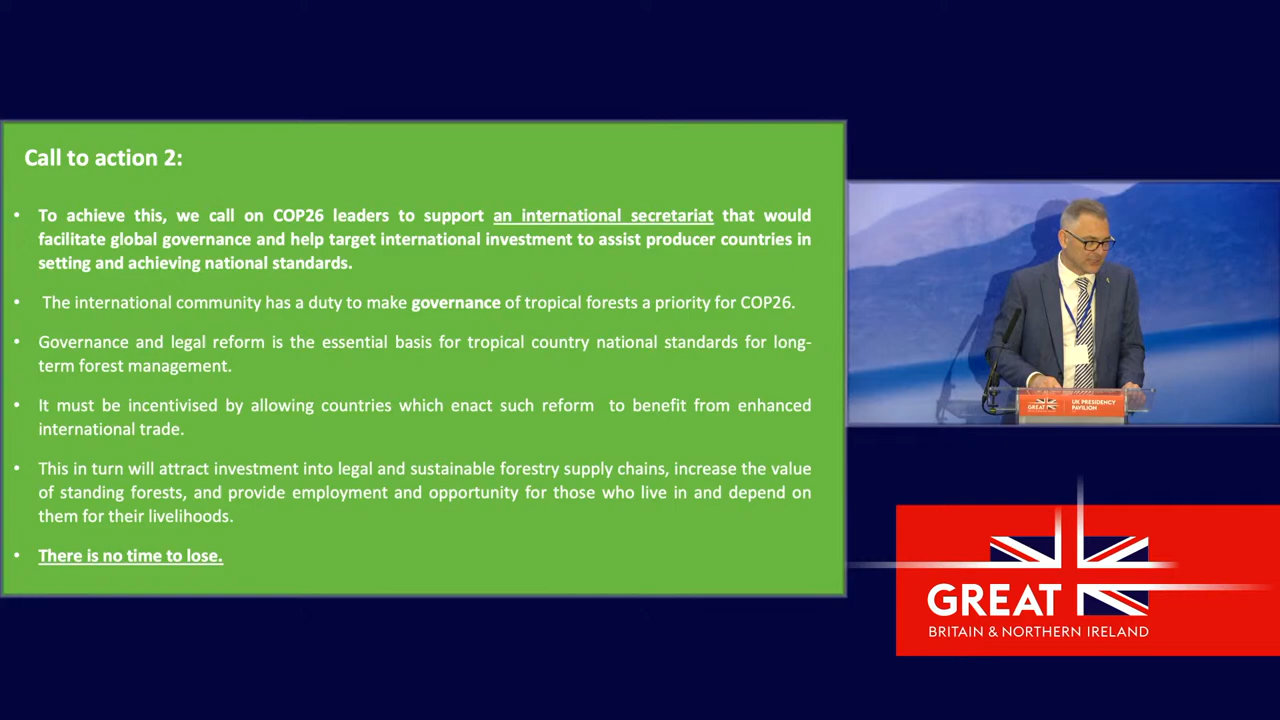 Call to action 2:
• To achieve this, we call on COP26 leaders to support an international secretariat that would
facilitate global governance and help target international investment to assist producer countries in
setting and achieving national standards.
• The international community has a duty to make governance of tropical forests a priority for COP26.
• Governance and legal reform is the essential basis for tropical country national standards for long-
term forest management.
• It must be incentivised by allowing countries which enact such reform to benefit from enhanced
international trade.
• This in turn will attract investment into legal and sustainable forestry supply chains, increase the value
of standing forests, and provide employment and opportunity for those who live in and depend on
them for their livelihoods.
• There is no time to lose.
GREAT
UK PRESIDENCY
PAVILION
GREAT
BRITAIN & NORTHERN IRELAND